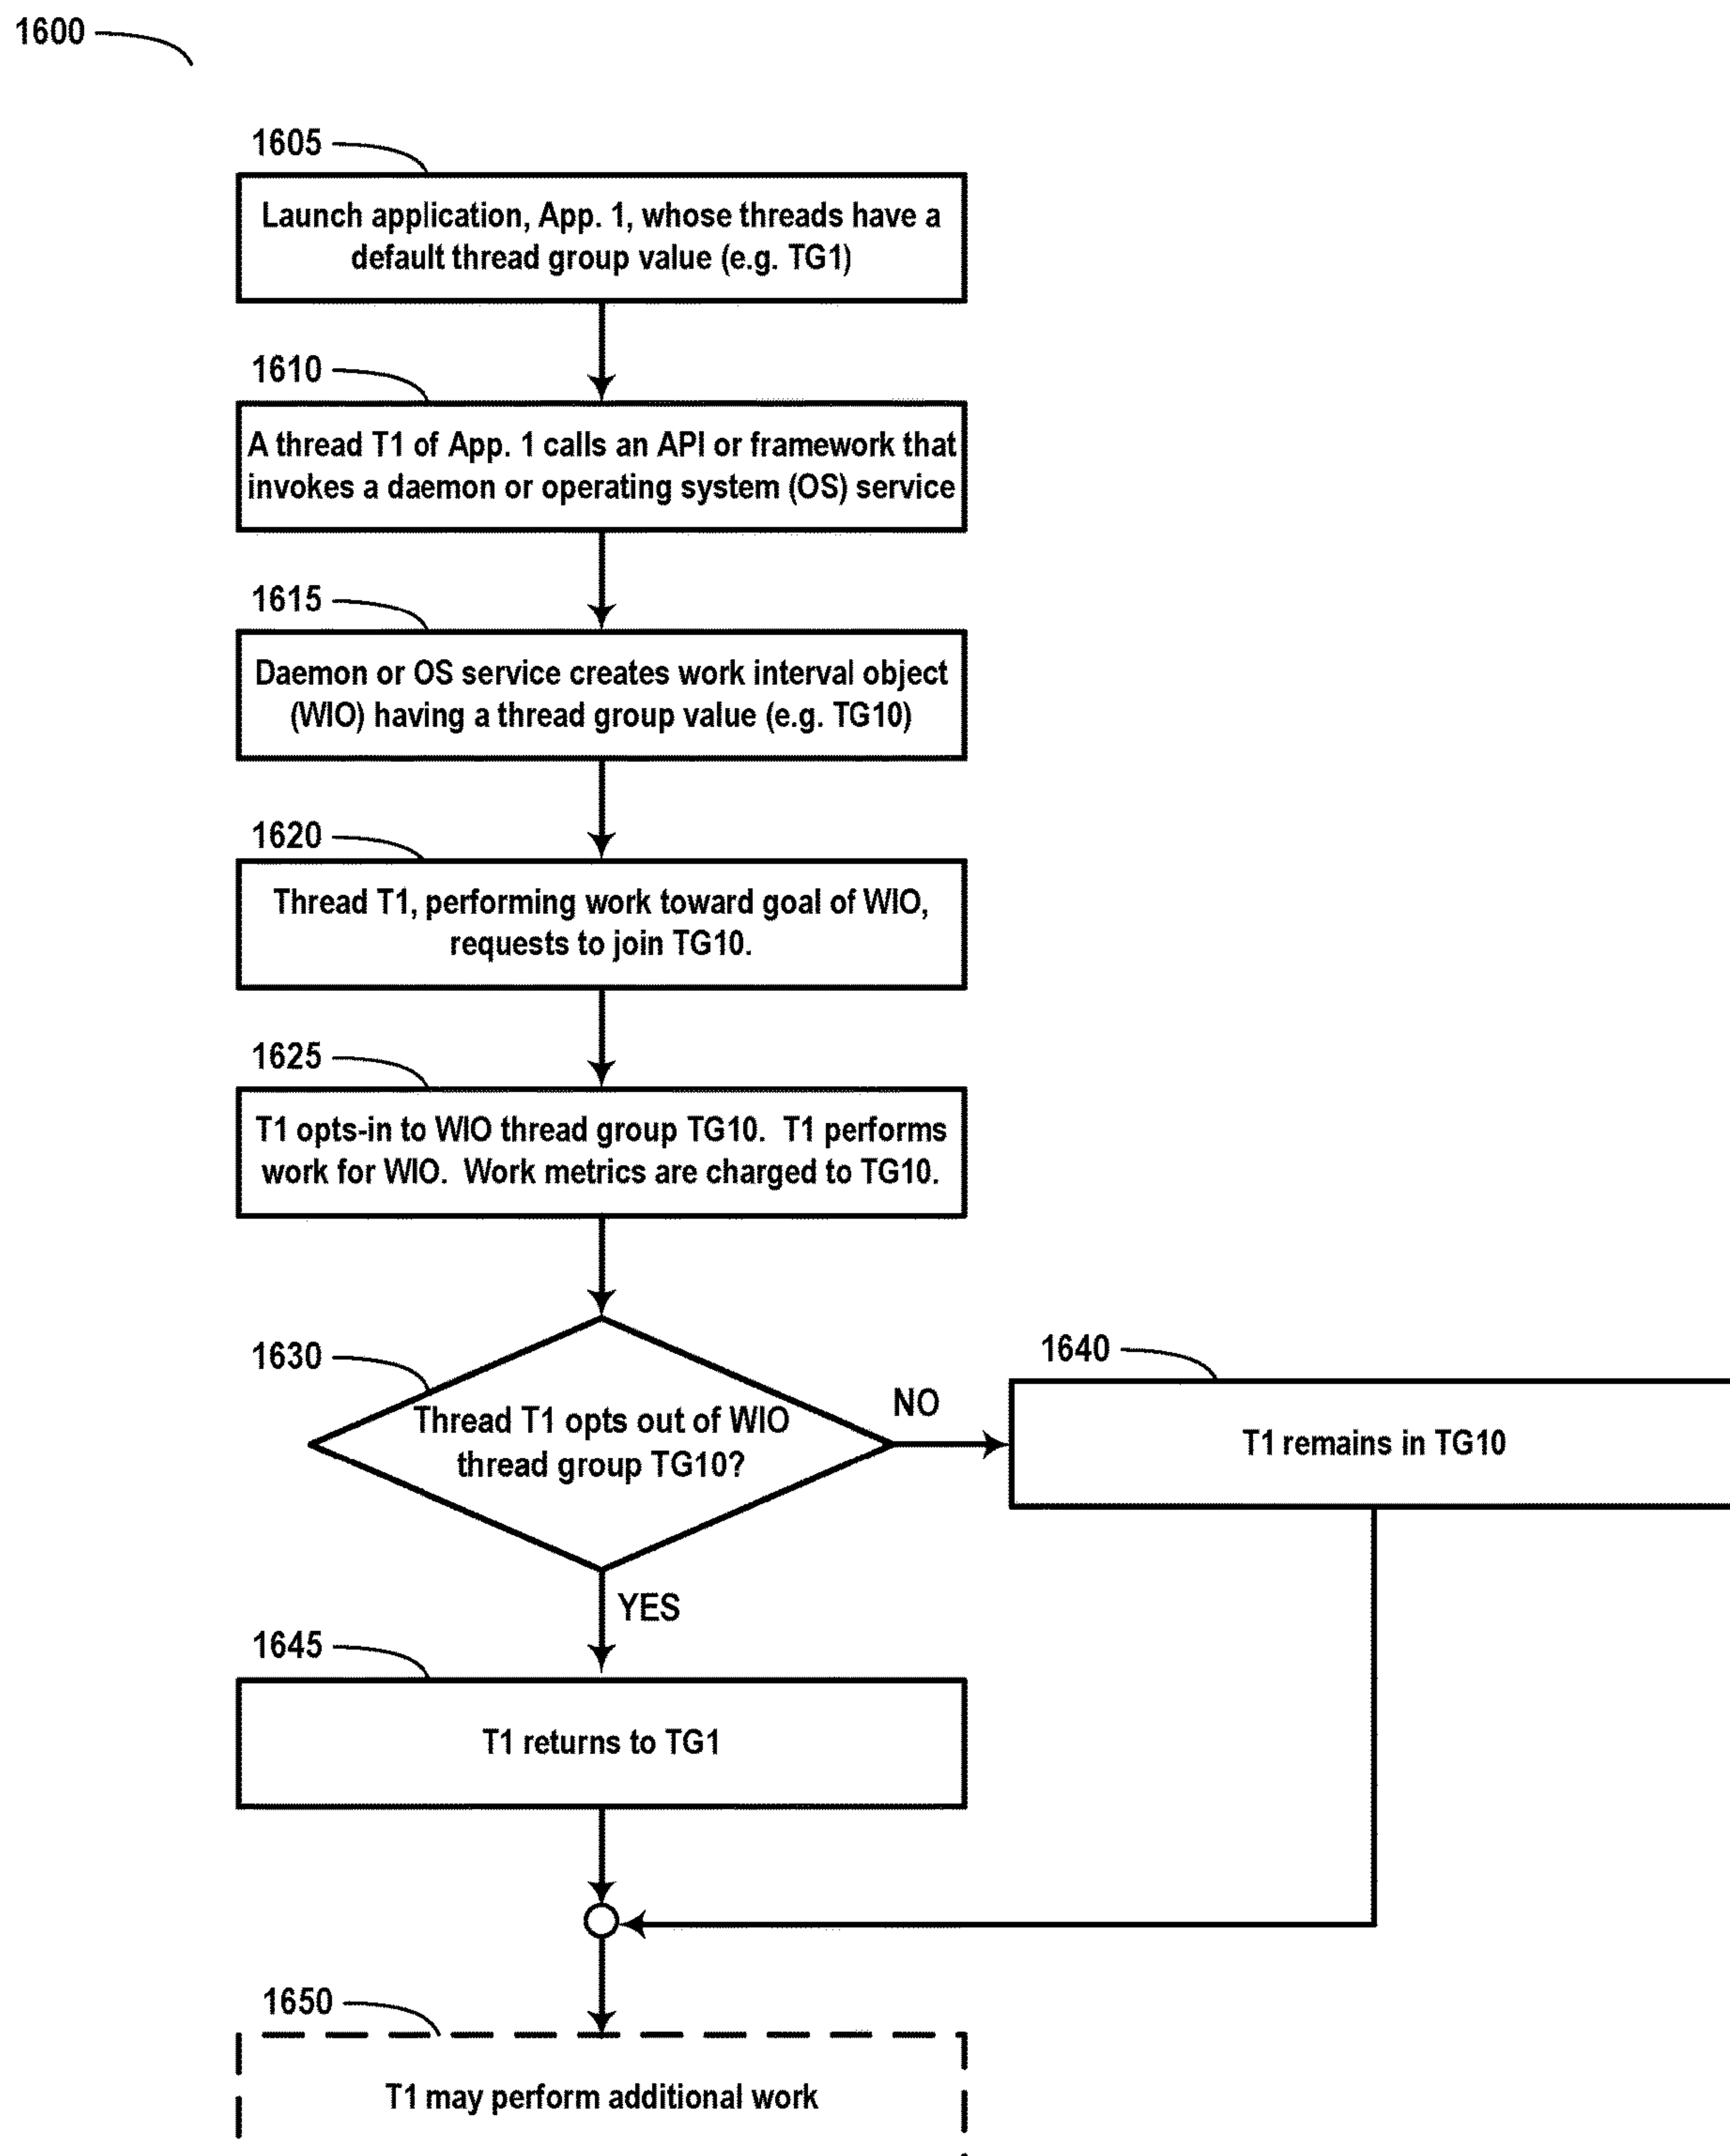 1600
1605
Launch application, App. 1, whose threads have a
default thread group value (e.g. TG1)
1610
A thread T1 of App. 1 calls an API or framework that
invokes a daemon or operating system (OS) service
1615
Daemon or OS service creates work interval object
(WIO) having a thread group value (e.g. TG10)
1620
Thread T1, performing work toward goal of WIO,
requests to join TG10.
1625
T1 opts-in to WIO thread group TG10.  T1 performs
work for WIO.  Work metrics are charged to TG10.
1630
Thread T1 opts out of WIO
thread group TG10?
NO
1640
T1 remains in TG10
YES
1645
T1 returns to TG1
1650
T1 may perform additional work